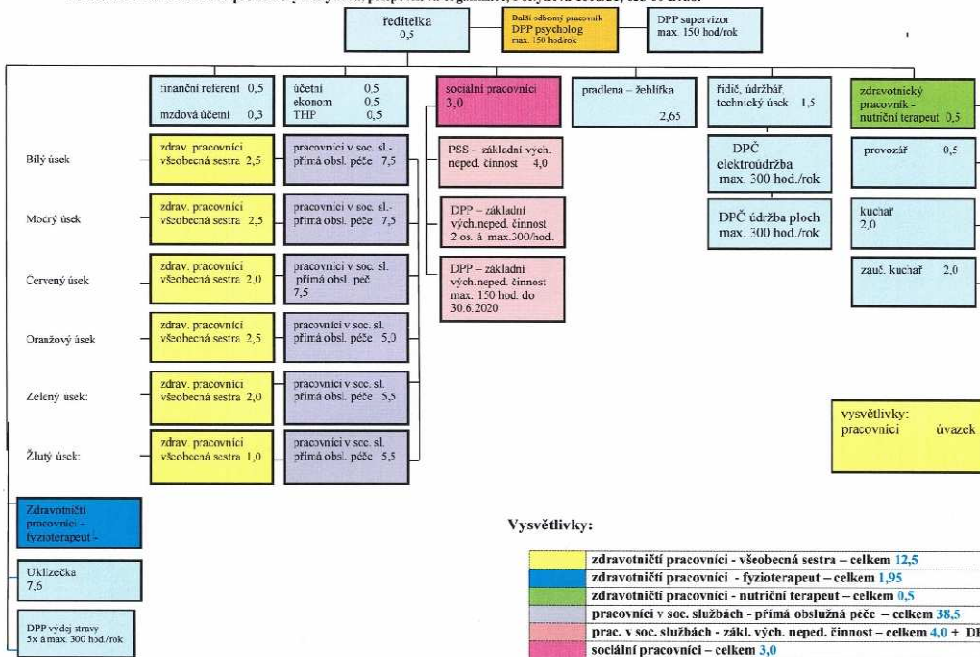 ředitelka
0,5
Další odborný pracovník
DPP psycholog
max. 150 hod/rok
DPP supervizor
max. 150 hod/rok
finanční referent 0,5
mzdová účetní 0,3
účetní 0,5
ekonom 0,5
THP 0,5
sociální pracovníci
3,0
pradlena – žehlířka
2,65
řidič, údržbář,
technický úsek 1,5
zdravotnický
pracovník -
nutriční terapeut 0,5
Bílý úsek
zdrav. pracovníci
všeobecná sestra 2,5
pracovníci v soc. sl.-
přímá obsl. péče 7,5
PSS – základní vých.
neped. činnost 4,0
DPČ
elektroúdržba
max. 300 hod./rok
provozář 0,5
Modrý úsek
zdrav. pracovníci
všeobecná sestra 2,5
pracovníci v soc. sl.-
přímá obsl. péče 7,5
DPP – základní
vých.neped. činnost
2 os. á max.300/hod.
DPČ údržba ploch
max. 300 hod./rok
kuchař
2,0
Červený úsek
zdrav. pracovníci
všeobecná sestra 2,0
pracovníci v soc. sl.
přímá obsl. péč
7,5
DPP – základní
vých.neped. činnost
max. 150 hod. do
30.6.2020
zauč. kuchař 2,0
Oranžový úsek
zdrav. pracovníci
všeobecná sestra 2,5
pracovníci v soc. sl.
přímá obsl. péče 5,0
Zelený úsek:
zdrav. pracovníci
všeobecná sestra 2,0
pracovníci v soc. sl.
přímá obsl. péče 5,5
Žlutý úsek:
zdrav. pracovníci
všeobecná sestra 1,0
pracovníci v soc. sl.
přímá obsl. péče 5,5
vysvětlivky:
pracovníci úvazek
Zdravotničtí
pracovníci -
fyzioterapeut -
Uklízečka
7,6
DPP výdej stravy
5x á max. 300 hod./rok
Vysvětlivky:
zdravotničtí pracovníci - všeobecná sestra – celkem 12,5
zdravotničtí pracovníci - fyzioterapeut – celkem 1,95
zdravotničtí pracovníci - nutriční terapeut – celkem 0,5
pracovníci v soc. službách - přímá obslužná péče – celkem 38,5
prac. v soc. službách - zákl. vých. neped. činnost – celkem 4,0 +
sociální pracovníci – celkem 3,0